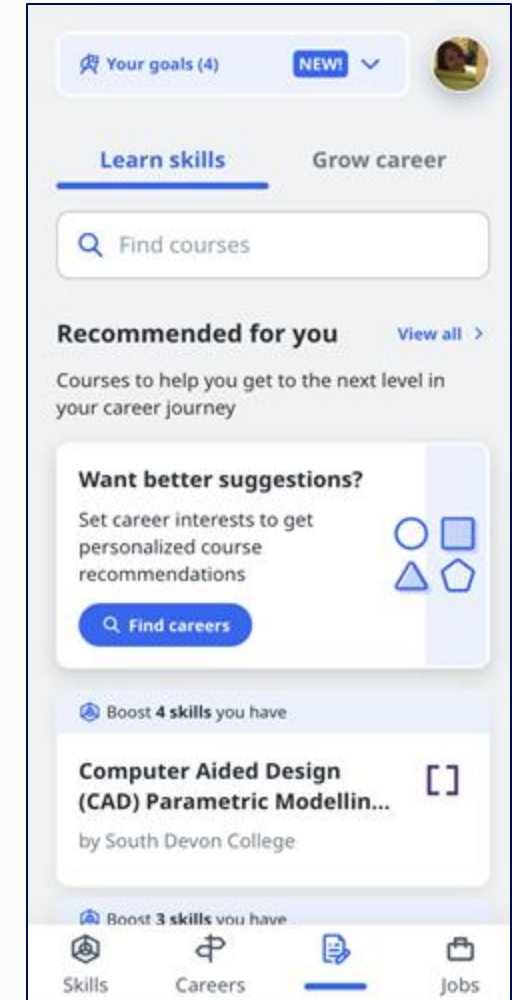 Your goals (4) NEW!
Learn skills Grow career
Find courses
Recommended for you View all
Courses to help you get to the next level in
your career journey
Want better suggestions?
Set career interests to get
personalized course
recommendations
Find careers
Boost 4 skills you have
Computer Aided Design
(CAD) Parametric Modellin...
by South Devon College
Boost 3 skills you have
Skills Careers Jobs